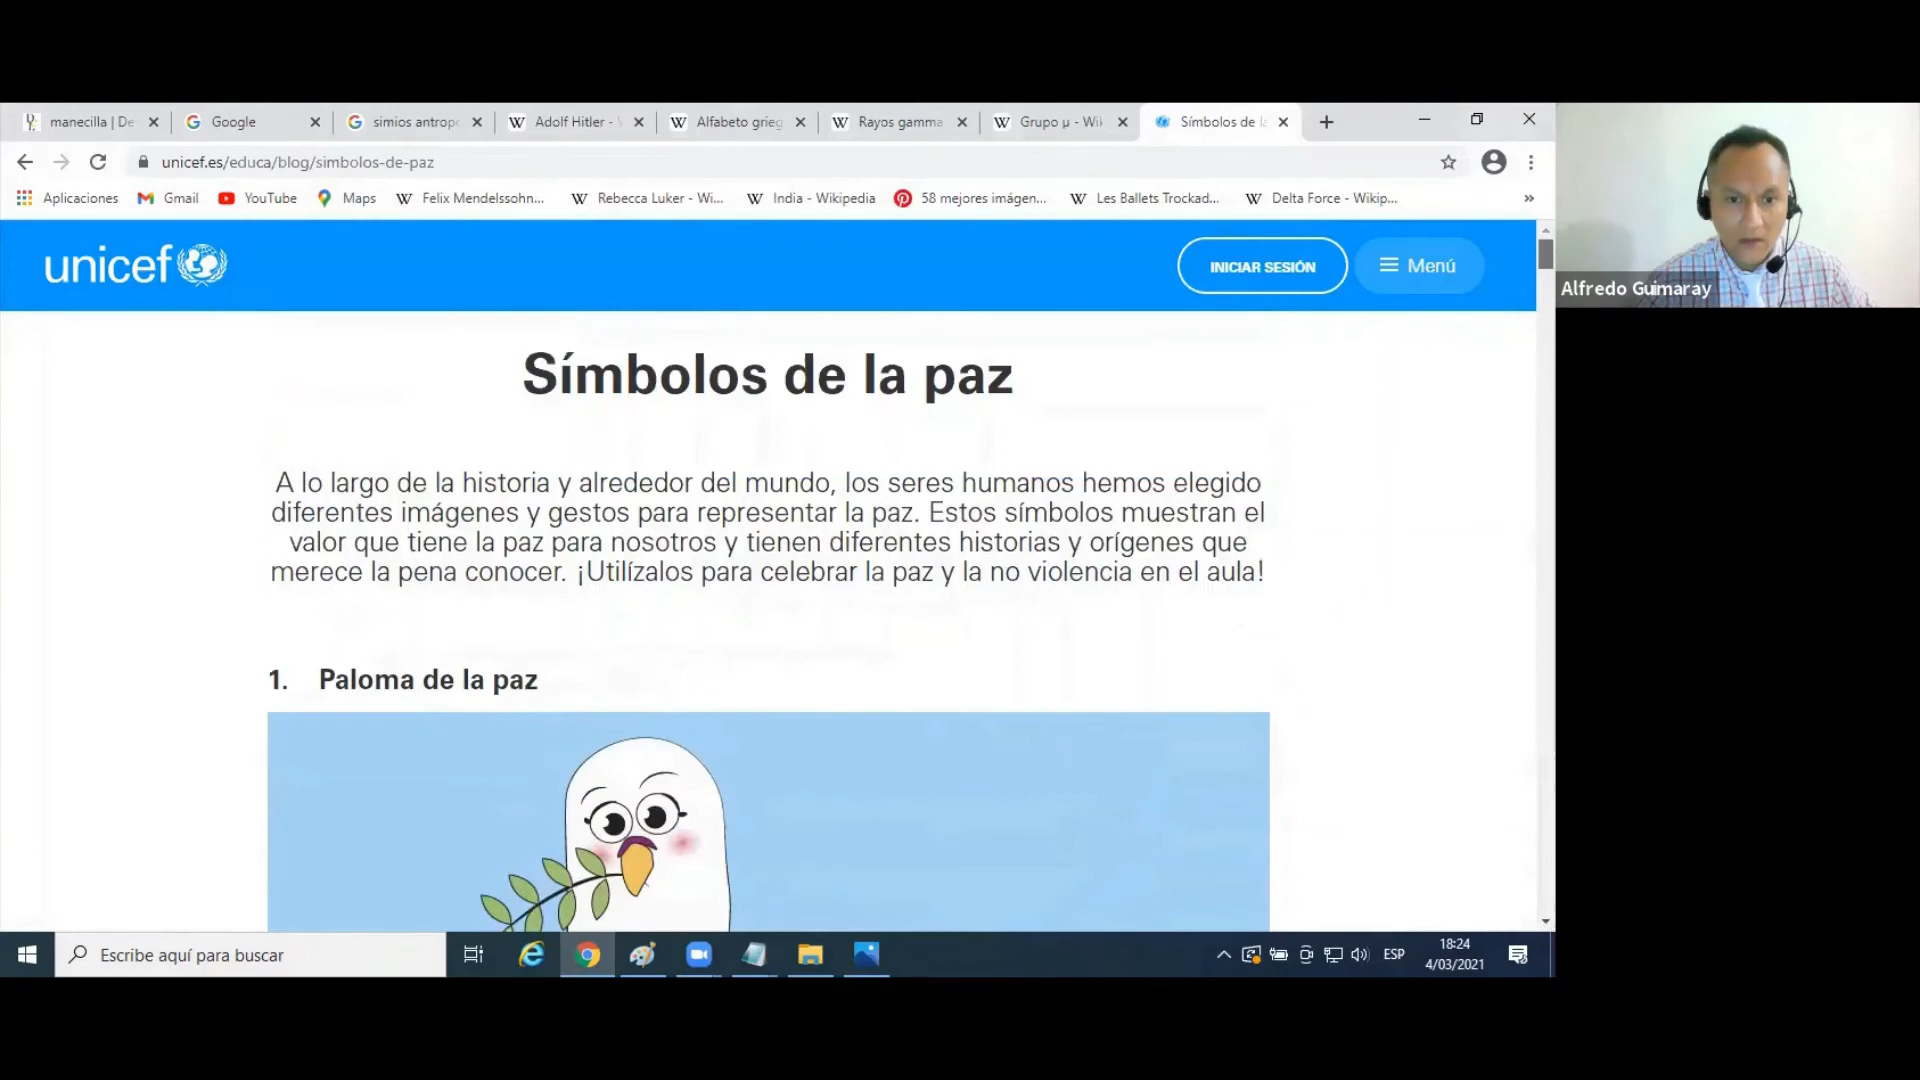 manecilla | De
Google
simios antrop
Adolf Hitler -
Alfabeto grieg
Rayos gamma
Grupo μ - Wi
Símbolos de l
unicef.es/educa/blog/simbolos-de-paz
Aplicaciones
Gmail
YouTube
Maps
Felix Mendelssohn...
Rebecca Luker - Wi...
India - Wikipedia
58 mejores imágen...
Les Ballets Trockad...
Delta Force - Wikip...
»
unicef
INICIAR SESIÓN
Menú
Alfredo Guimaray
Símbolos de la paz
A lo largo de la historia y alrededor del mundo, los seres humanos hemos elegido
diferentes imágenes y gestos para representar la paz. Estos símbolos muestran el
valor que tiene la paz para nosotros y tienen diferentes historias y orígenes que
merece la pena conocer. ¡Utilízalos para celebrar la paz y la no violencia en el aula!
1. Paloma de la paz
Escribe aquí para buscar
ESP
18:24
4/03/2021